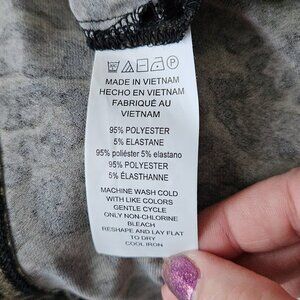 MADE IN VIETNAM
HECHO EN VIETNAM
FABRIQUÉ AU
VIETNAM
95% POLYESTER
5% ELASTANE
95% poliéster 5% elastano
95% POLYESTER
5% ÉLASTHANNE
MACHINE WASH COLD
WITH LIKE COLORS
GENTLE CYCLE
ONLY NON-CHLORINE
BLEACH
RESHAPE AND LAY FLAT
TO DRY
COOL IRON